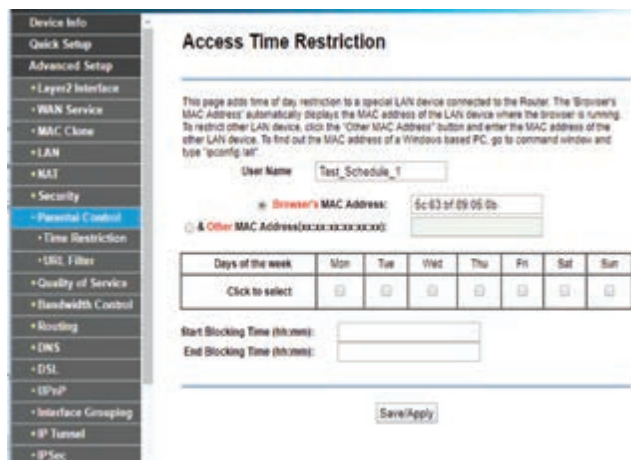 Device Info
Quick Setup
Advanced Setup
• Layer2 Interface
• WAN Service
• MAC Clone
• LAN
• NAT
• Security
- Parental Control
• Time Restriction
• URL Filter
• Quality of Service
• Bandwidth Control
• Routing
• DNS
• DSL
• UPnP
• Interface Grouping
• IP Tunnel
• IPSec
Access Time Restriction
This page adds time of day restriction to a special LAN device connected to the Router. The 'Browser's
MAC Address' automatically displays the MAC address of the LAN device where the browser is running.
To restrict other LAN device, click the "Other MAC Address" button and enter the MAC address of the
other LAN device. To find out the MAC address of a Windows based PC, go to command window and
type "ipconfig /all".
User Name Test_Schedule_1
Browser's MAC Address: 5c:63:bf:09:06:0b
& Other MAC Address(xx:xx:xx:xx:xx:xx):
Days of the week Mon Tue Wed Thu Fri Sat Sun
Click to select
Start Blocking Time (hh:mm):
End Blocking Time (hh:mm):
Save/Apply